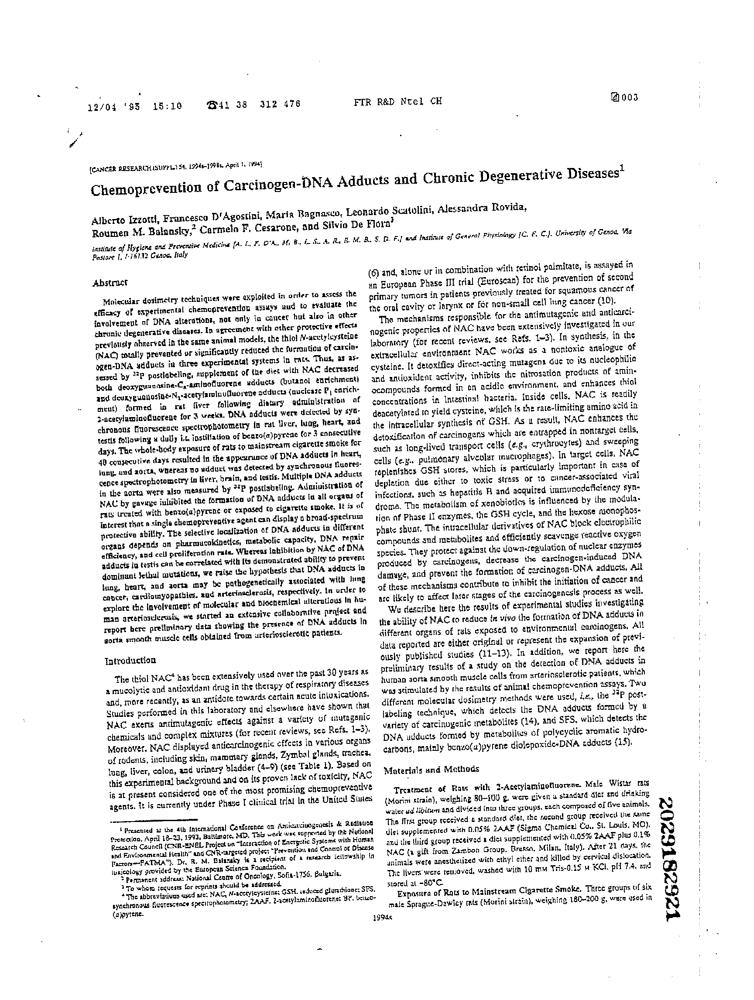 12/04 '95 15:10 ☎41 38 312 476 FTR R&D Ntel CH 003
[CANCER RESEARCH (SUPPL.) 54, 1994s-1998s, April 1, 1994]
Chemoprevention of Carcinogen-DNA Adducts and Chronic Degenerative Diseases1
Alberto Izzotti, Francesco D'Agostini, Maria Bagnasco, Leonardo Scatolini, Alessandra Rovida,
Roumen M. Balansky,2 Carmelo F. Cesarone, and Silvio De Flora3
Institute of Hygiene and Preventive Medicine [A. I., F. D'A., M. B., L. S., A. R., R. M. B., S. D. F.] and Institute of General Physiology [C. F. C.], University of Genoa, Via
Pastore 1, I-16132 Genoa, Italy
Abstract
Molecular dosimetry techniques were exploited in order to assess the
efficacy of experimental chemoprevention assays and to evaluate the
involvement of DNA alterations, not only in cancer but also in other
chronic degenerative diseases. In agreement with other protective effects
previously observed in the same animal models, the thiol N-acetylcysteine
(NAC) totally prevented or significantly reduced the formation of carcin-
ogen-DNA adducts in three experimental systems in rats. Thus, as as-
sessed by 32P postlabeling, supplement of the diet with NAC decreased
both deoxyguanosine-C8-aminofluorene adducts (butanol enrichment)
and deoxyguanosine-N2-acetylaminofluorene adducts (nuclease P1 enrich-
ment) formed in rat liver following dietary administration of
2-acetylaminofluorene for 3 weeks. DNA adducts were detected by syn-
chronous fluorescence spectrophotometry in rat liver, lung, heart, and
testis following a daily i.t. instillation of benzo(a)pyrene for 3 consecutive
days. The whole-body exposure of rats to mainstream cigarette smoke for
40 consecutive days resulted in the appearance of DNA adducts in heart,
lung, and aorta, whereas no adduct was detected by synchronous fluores-
cence spectrophotometry in liver, brain, and testis. Multiple DNA adducts
in the aorta were also measured by 32P postlabeling. Administration of
NAC by gavage inhibited the formation of DNA adducts in all organs of
rats treated with benzo(a)pyrene or exposed to cigarette smoke. It is of
interest that a single chemopreventive agent can display a broad-spectrum
protective ability. The selective localization of DNA adducts in different
organs depends on pharmacokinetics, metabolic capacity, DNA repair
efficiency, and cell proliferation rate. Whereas inhibition by NAC of DNA
adducts in testis can be correlated with its demonstrated ability to prevent
dominant lethal mutations, we raise the hypothesis that DNA adducts in
lung, heart, and aorta may be pathogenetically associated with lung
cancer, cardiomyopathies, and arteriosclerosis, respectively. In order to
explore the involvement of molecular and biochemical alterations in hu-
man arteriosclerosis, we started an extensive collaborative project and
report here preliminary data showing the presence of DNA adducts in
aorta smooth muscle cells obtained from arteriosclerotic patients.
Introduction
The thiol NAC4 has been extensively used over the past 30 years as
a mucolytic and antioxidant drug in the therapy of respiratory diseases
and, more recently, as an antidote towards certain acute intoxications.
Studies performed in this laboratory and elsewhere have shown that
NAC exerts antimutagenic effects against a variety of mutagenic
chemicals and complex mixtures (for recent reviews, see Refs. 1–3).
Moreover, NAC displayed anticarcinogenic effects in various organs
of rodents, including skin, mammary glands, Zymbal glands, trachea,
lung, liver, colon, and urinary bladder (4–9) (see Table 1). Based on
this experimental background and on its proven lack of toxicity, NAC
is at present considered one of the most promising chemopreventive
agents. It is currently under Phase I clinical trial in the United States
1 Presented at the 4th International Conference on Anticarcinogenesis & Radiation
Protection, April 18–23, 1993, Baltimore, MD. This work was supported by the National
Research Council (CNR-ENEL Project on "Interaction of Energetic Systems with Human
and Environmental Health" and CNR-targeted project "Prevention and Control of Disease
Factors—FATMA"). Dr. R. M. Balansky is a recipient of a research fellowship in
toxicology provided by the European Science Foundation.
2 Permanent address: National Centre of Oncology, Sofia-1756, Bulgaria.
3 To whom requests for reprints should be addressed.
4 The abbreviations used are: NAC, N-acetylcysteine; GSH, reduced glutathione; SFS,
synchronous fluorescence spectrophotometry; 2AAF, 2-acetylaminofluorene; BP, benzo-
(a)pyrene.
(6) and, alone or in combination with retinol palmitate, is assayed in
an European Phase III trial (Euroscan) for the prevention of second
primary tumors in patients previously treated for squamous cancer of
the oral cavity or larynx or for non-small cell lung cancer (10).
The mechanisms responsible for the antimutagenic and anticarci-
nogenic properties of NAC have been extensively investigated in our
laboratory (for recent reviews, see Refs. 1–3). In synthesis, in the
extracellular environment NAC works as a nontoxic analogue of
cysteine. It detoxifies direct-acting mutagens due to its nucleophilic
and antioxidant activity, inhibits the nitrosation products of amin-
ocompounds formed in an acidic environment, and enhances thiol
concentrations in intestinal bacteria. Inside cells, NAC is readily
deacetylated to yield cysteine, which is the rate-limiting amino acid in
the intracellular synthesis of GSH. As a result, NAC enhances the
detoxification of carcinogens which are entrapped in nontarget cells,
such as long-lived transport cells (e.g., erythrocytes) and sweeping
cells (e.g., pulmonary alveolar macrophages). In target cells, NAC
replenishes GSH stores, which is particularly important in case of
depletion due either to toxic stress or to cancer-associated viral
infections, such as hepatitis B and acquired immunodeficiency syn-
drome. The metabolism of xenobiotics is influenced by the modula-
tion of Phase II enzymes, the GSH cycle, and the hexose monophos-
phate shunt. The intracellular derivatives of NAC block electrophilic
compounds and metabolites and efficiently scavenge reactive oxygen
species. They protect against the down-regulation of nuclear enzymes
produced by carcinogens, decrease the carcinogen-induced DNA
damage, and prevent the formation of carcinogen-DNA adducts. All
of these mechanisms contribute to inhibit the initiation of cancer and
are likely to affect later stages of the carcinogenesis process as well.
We describe here the results of experimental studies investigating
the ability of NAC to reduce in vivo the formation of DNA adducts in
different organs of rats exposed to environmental carcinogens. All
data reported are either original or represent the expansion of previ-
ously published studies (11–13). In addition, we report here the
preliminary results of a study on the detection of DNA adducts in
human aorta smooth muscle cells from arteriosclerotic patients, which
was stimulated by the results of animal chemoprevention assays. Two
different molecular dosimetry methods were used, i.e., the 32P post-
labeling technique, which detects the DNA adducts formed by a
variety of carcinogenic metabolites (14), and SFS, which detects the
DNA adducts formed by metabolites of polycyclic aromatic hydro-
carbons, mainly benzo(a)pyrene diolepoxide-DNA adducts (15).
Materials and Methods
Treatment of Rats with 2-Acetylaminofluorene. Male Wistar rats
(Morini strain), weighing 80–100 g, were given a standard diet and drinking
water ad libitum and divided into three groups, each composed of five animals.
The first group received a standard diet, the second group received the same
diet supplemented with 0.05% 2AAF (Sigma Chemical Co., St. Louis, MO),
and the third group received a diet supplemented with 0.05% 2AAF plus 0.1%
NAC (a gift from Zambon Group, Bresso, Milan, Italy). After 21 days, the
animals were anesthetized with ethyl ether and killed by cervical dislocation.
The livers were removed, washed with 10 mM Tris-0.15 M KCl, pH 7.4, and
stored at −80°C.
Exposure of Rats to Mainstream Cigarette Smoke. Three groups of six
male Sprague-Dawley rats (Morini strain), weighing 180–200 g, were used in
1994s
2029182921